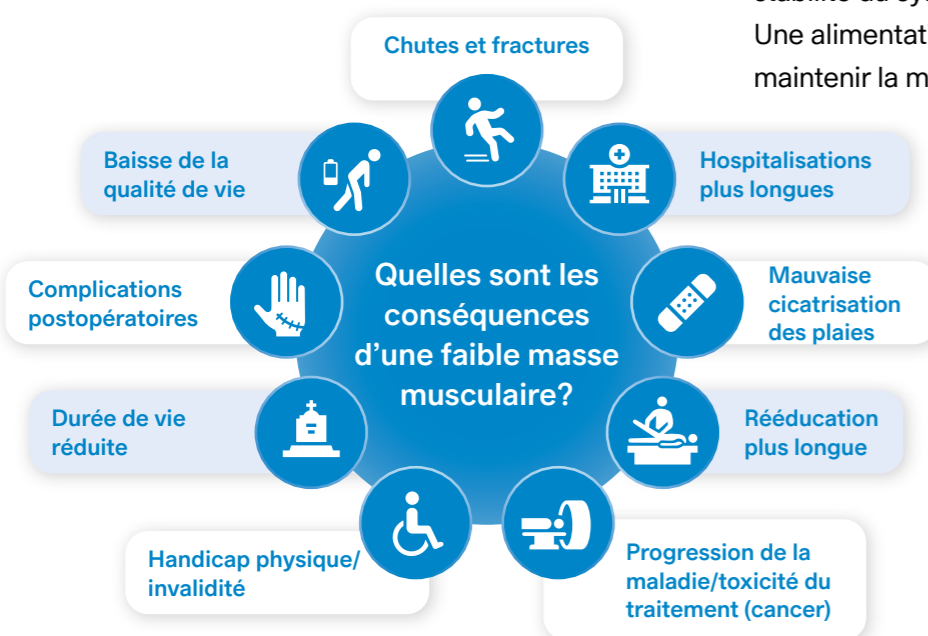 Une alimentat
maintenir la m
Chutes et fractures
Hospitalisations
plus longues
Mauvaise
cicatrisation
des plaies
Rééducation
plus longue
Progression de la
maladie/toxicité du
traitement (cancer)
Handicap physique/
invalidité
Durée de vie
réduite
Complications
postopératoires
Baisse de la
qualité de vie
Quelles sont les
conséquences
d'une faible masse
musculaire?